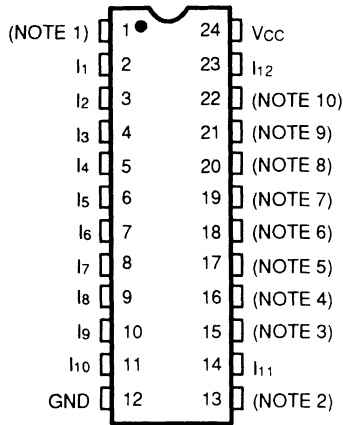 (NOTE 1) 1 24 VCC
I1 2 23 I12
I2 3 22 (NOTE 10)
I3 4 21 (NOTE 9)
I4 5 20 (NOTE 8)
I5 6 19 (NOTE 7)
I6 7 18 (NOTE 6)
I7 8 17 (NOTE 5)
I8 9 16 (NOTE 4)
I9 10 15 (NOTE 3)
I10 11 14 I11
GND 12 13 (NOTE 2)